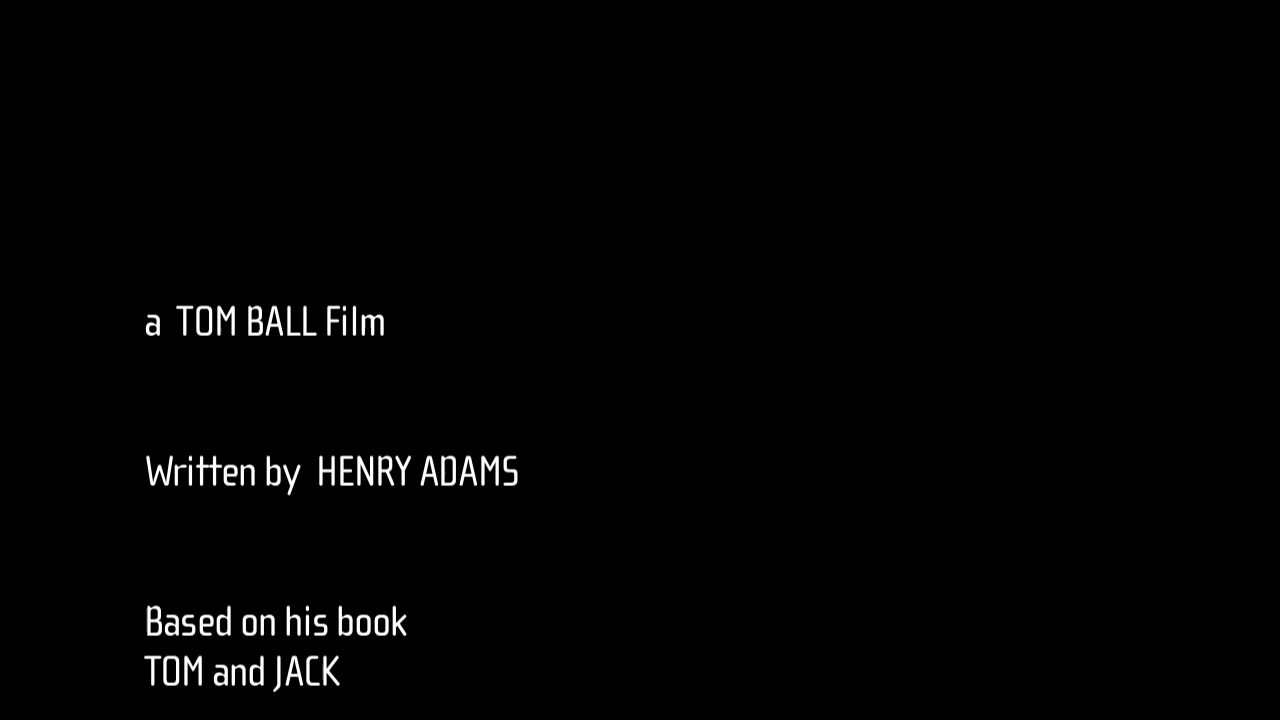 a TOM BALL Film
Written by HENRY ADAMS
Based on his book
TOM and JACK